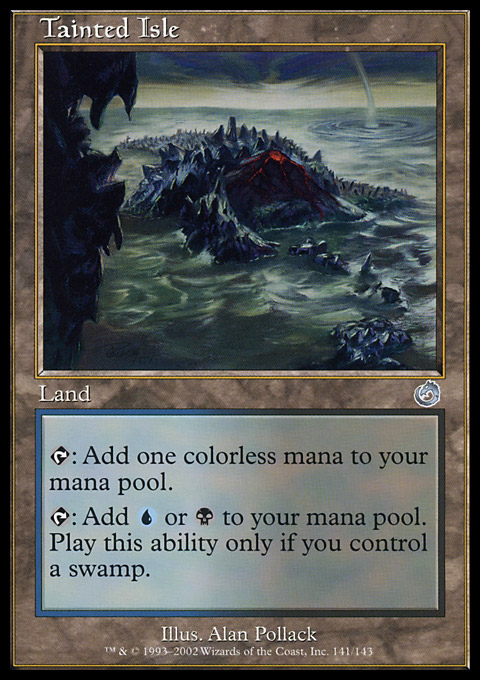 Tainted Isle
Land
: Add one colorless mana to your
mana pool.
: Add or to your mana pool.
Play this ability only if you control
a swamp.
Illus. Alan Pollack
™ & © 1993–2002 Wizards of the Coast, Inc. 141/143